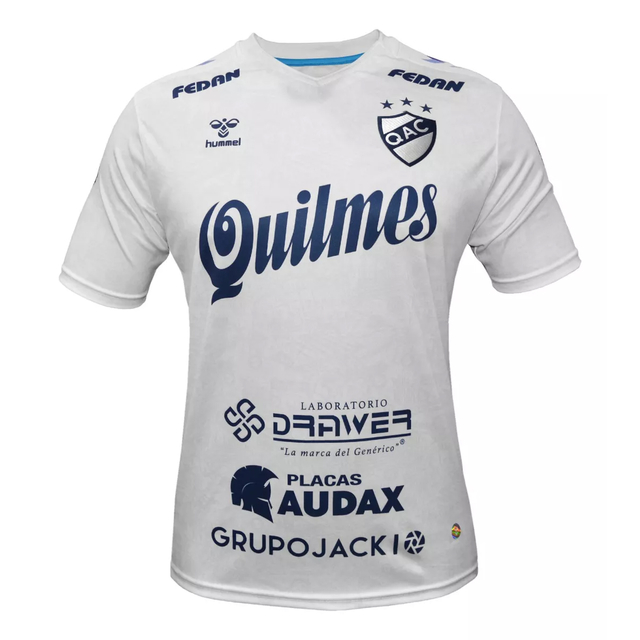 FEDAN FEDAN
hummel
QAC
Quilmes
LABORATORIO
DRAWER
"La marca del Genérico"®
PLACAS
AUDAX
GRUPOJACK